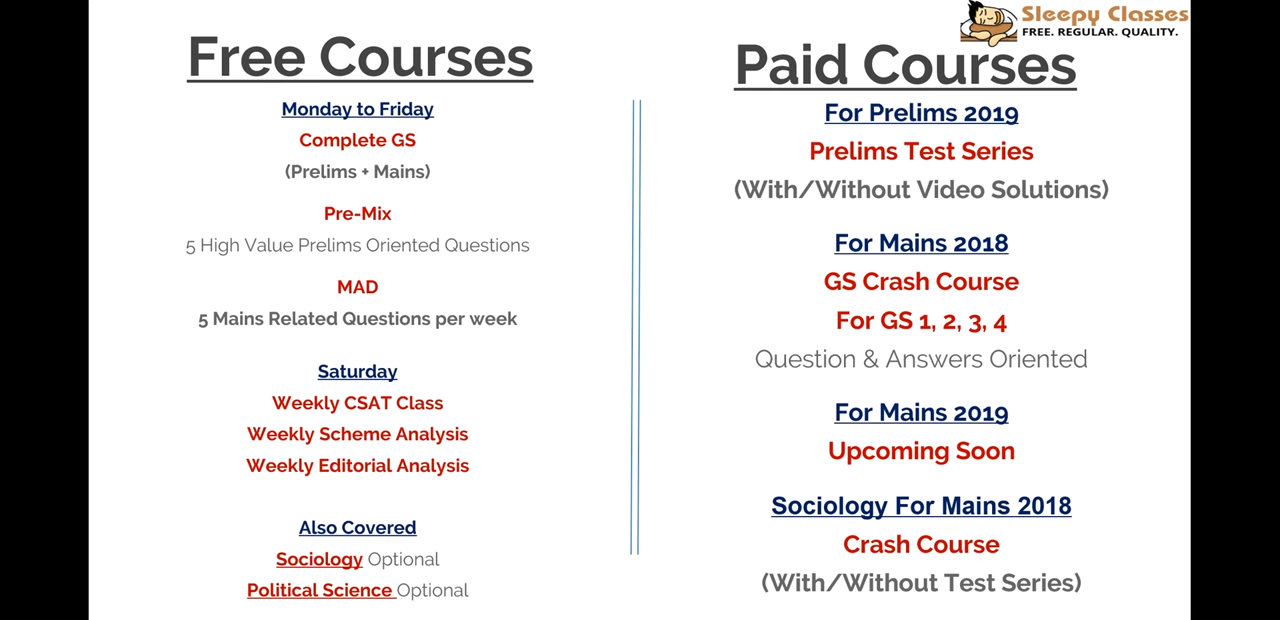 Sleepy Classes
FREE. REGULAR. QUALITY.
Free Courses
Monday to Friday
Complete GS
(Prelims + Mains)
Pre-Mix
5 High Value Prelims Oriented Questions
MAD
5 Mains Related Questions per week
Saturday
Weekly CSAT Class
Weekly Scheme Analysis
Weekly Editorial Analysis
Also Covered
Sociology Optional
Political Science Optional
Paid Courses
For Prelims 2019
Prelims Test Series
(With/Without Video Solutions)
For Mains 2018
GS Crash Course
For GS 1, 2, 3, 4
Question & Answers Oriented
For Mains 2019
Upcoming Soon
Sociology For Mains 2018
Crash Course
(With/Without Test Series)